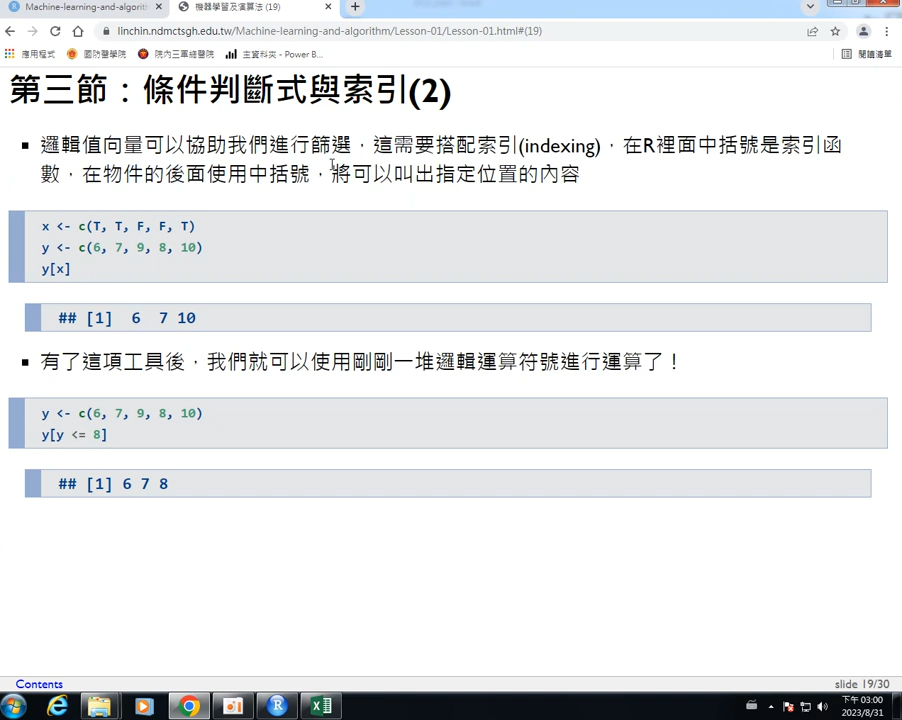 Machine-learning-and-algorith
機器學習及演算法 (19)
linchin.ndmctsgh.edu.tw/Machine-learning-and-algorithm/Lesson-01/Lesson-01.html#(19)
應用程式
國防醫學院
院內三軍總醫院
主資料夾 - Power B...
閱讀清單
第三節：條件判斷式與索引(2)
邏輯值向量可以協助我們進行篩選，這需要搭配索引(indexing)，在R裡面中括號是索引函
數，在物件的後面使用中括號，將可以叫出指定位置的內容
x <- c(T, T, F, F, T)
y <- c(6, 7, 9, 8, 10)
y[x]
## [1]  6  7 10
有了這項工具後，我們就可以使用剛剛一堆邏輯運算符號進行運算了！
y <- c(6, 7, 9, 8, 10)
y[y <= 8]
## [1] 6 7 8
Contents
slide 19/30
下午 03:00
2023/8/31